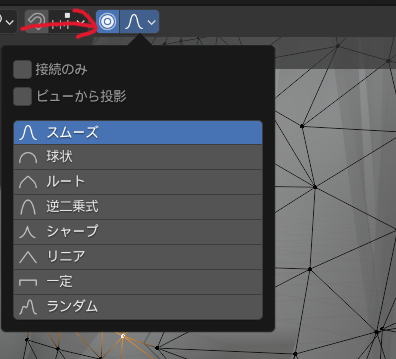 接続のみ
ビューから投影
スムーズ
球状
ルート
逆二乗式
シャープ
リニア
一定
ランダム